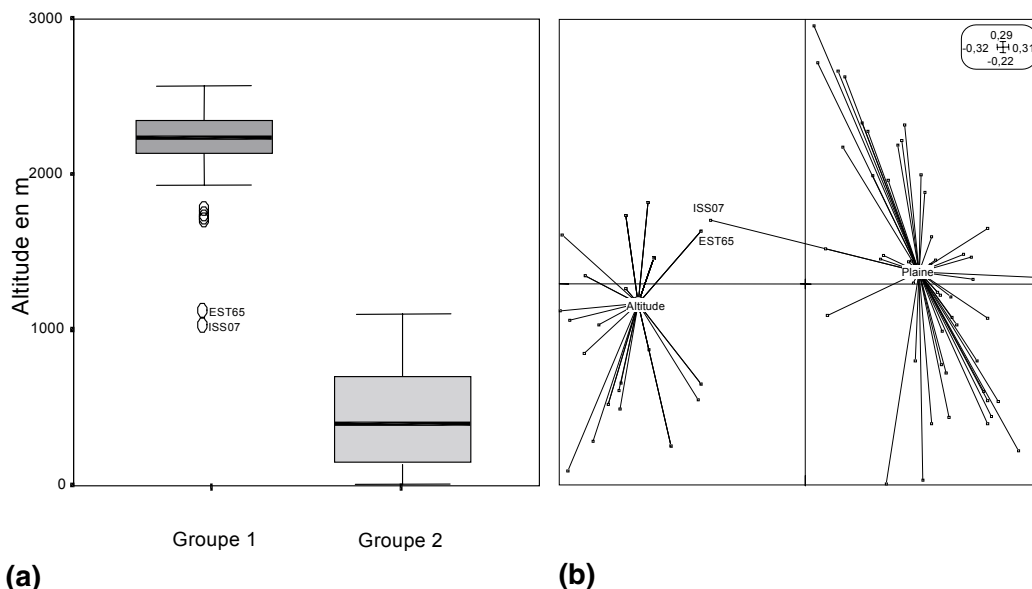 3000
2000
1000
0
Altitude en m
EST65
ISS07
Groupe 1
Groupe 2
(a)
0,29
-0,32
0,31
-0,22
ISS07
EST65
Plaine
Altitude
(b)